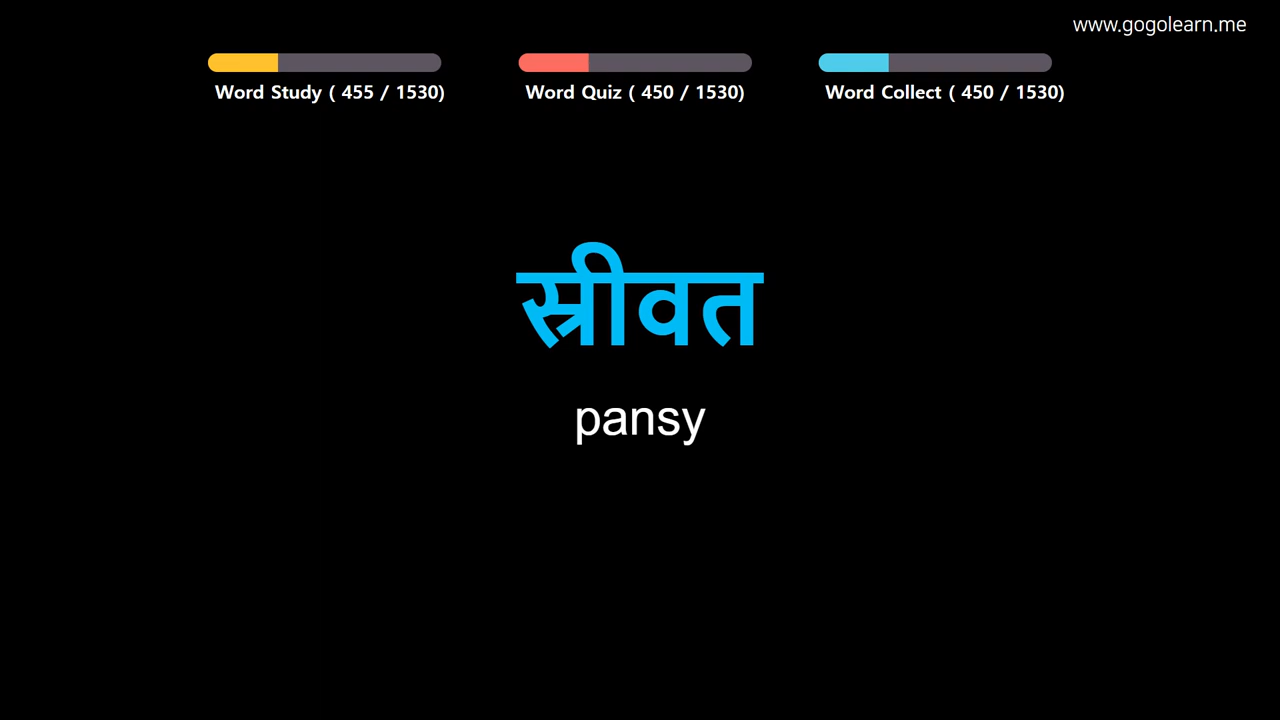 www.gogolearn.me
Word Study ( 455 / 1530)
Word Quiz ( 450 / 1530)
Word Collect ( 450 / 1530)
स्रीवत
pansy